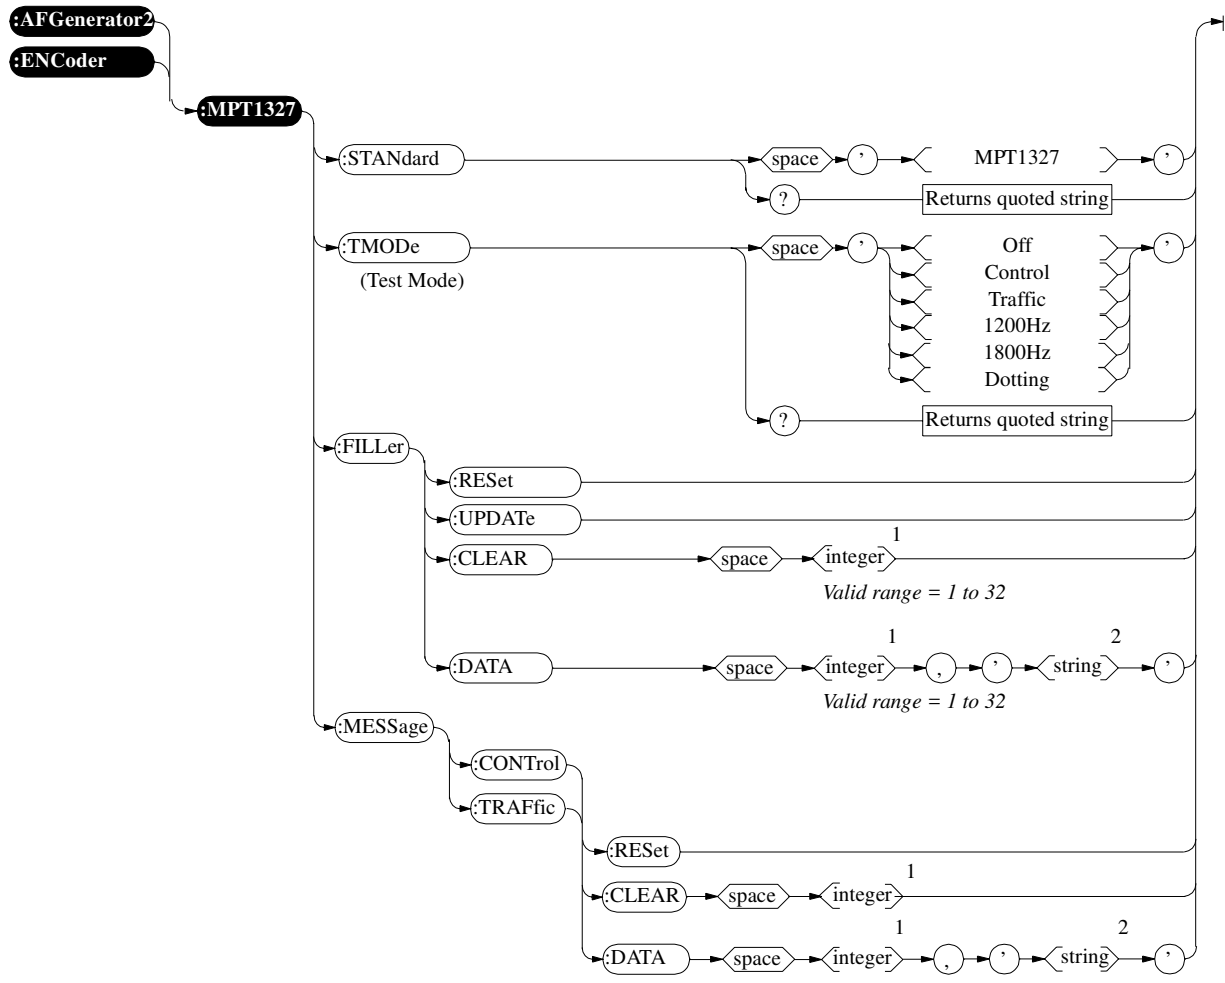 :AFGenerator2
:ENCoder
:MPT1327
:STANdard space ’ MPT1327 ’
? Returns quoted string
:TMODe space ’ Off ’
(Test Mode) Control
Traffic
1200Hz
1800Hz
Dotting
? Returns quoted string
:FILLer
:RESet
:UPDATe
1
:CLEAR space integer
Valid range = 1 to 32
1 2
:DATA space integer , ’ string ’
Valid range = 1 to 32
:MESSage
:CONTrol
:TRAFfic
:RESet
1
:CLEAR space integer
1 2
:DATA space integer , ’ string ’